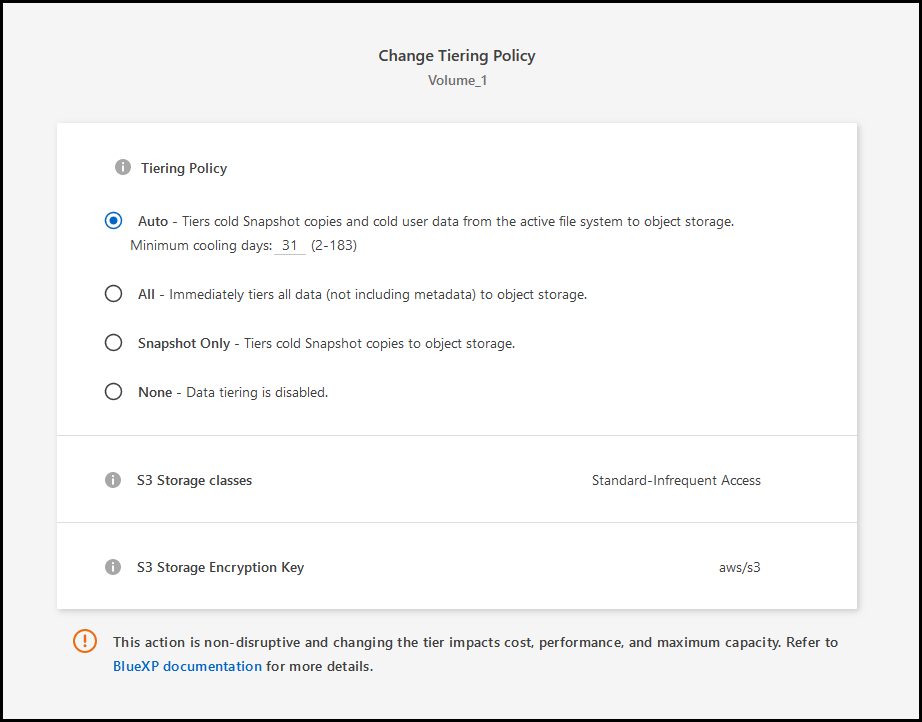 Change Tiering Policy
Volume_1
Tiering Policy
Auto - Tiers cold Snapshot copies and cold user data from the active file system to object storage.
Minimum cooling days: 31 (2-183)
All - Immediately tiers all data (not including metadata) to object storage.
Snapshot Only - Tiers cold Snapshot copies to object storage.
None - Data tiering is disabled.
S3 Storage classes Standard-Infrequent Access
S3 Storage Encryption Key aws/s3
This action is non-disruptive and changing the tier impacts cost, performance, and maximum capacity. Refer to
BlueXP documentation for more details.